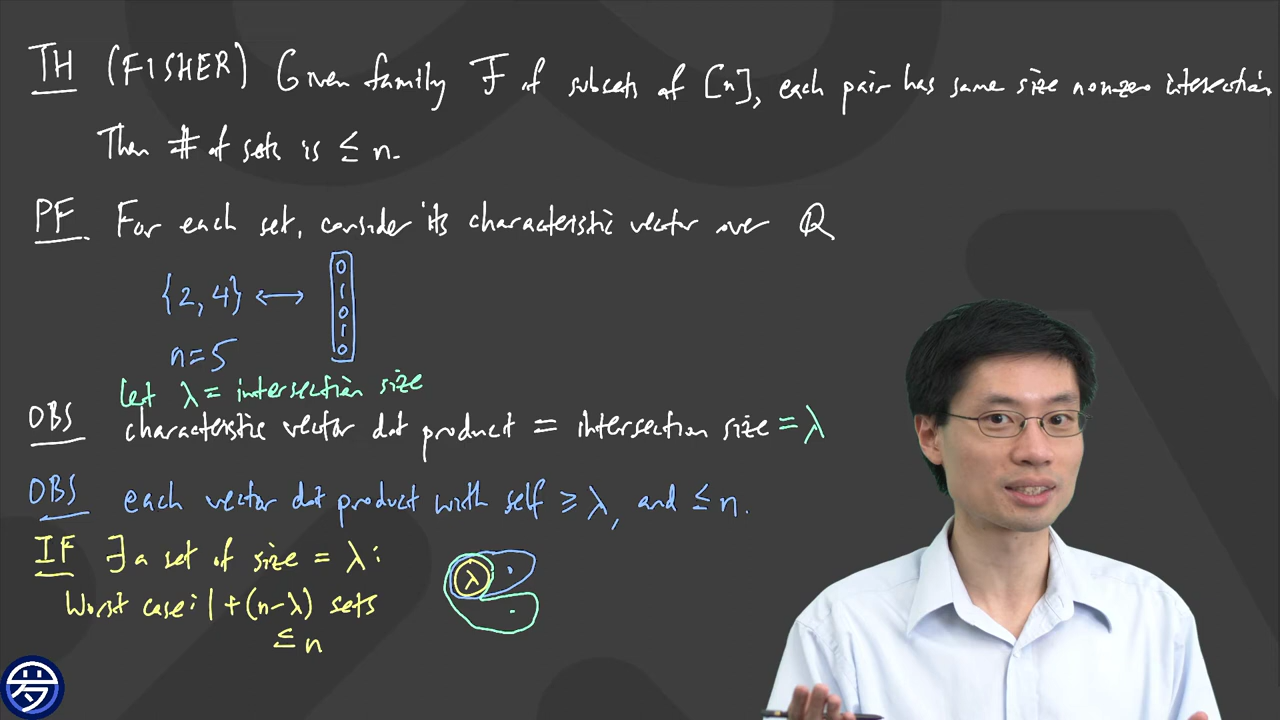 TH (FISHER) Given family F of subsets of [n], each pair has same size non-zero intersection
Then # of sets is ≤ n.
PF. For each set, consider its characteristic vector over Q
{2, 4} ↔ 0 1 0 1 0
n=5
Let λ = intersection size
OBS characteristic vector dot product = intersection size = λ
OBS each vector dot product with self ≥ λ, and ≤ n.
IF ∃ a set of size = λ:
λ
Worst case: 1 + (n-λ) sets
≤ n